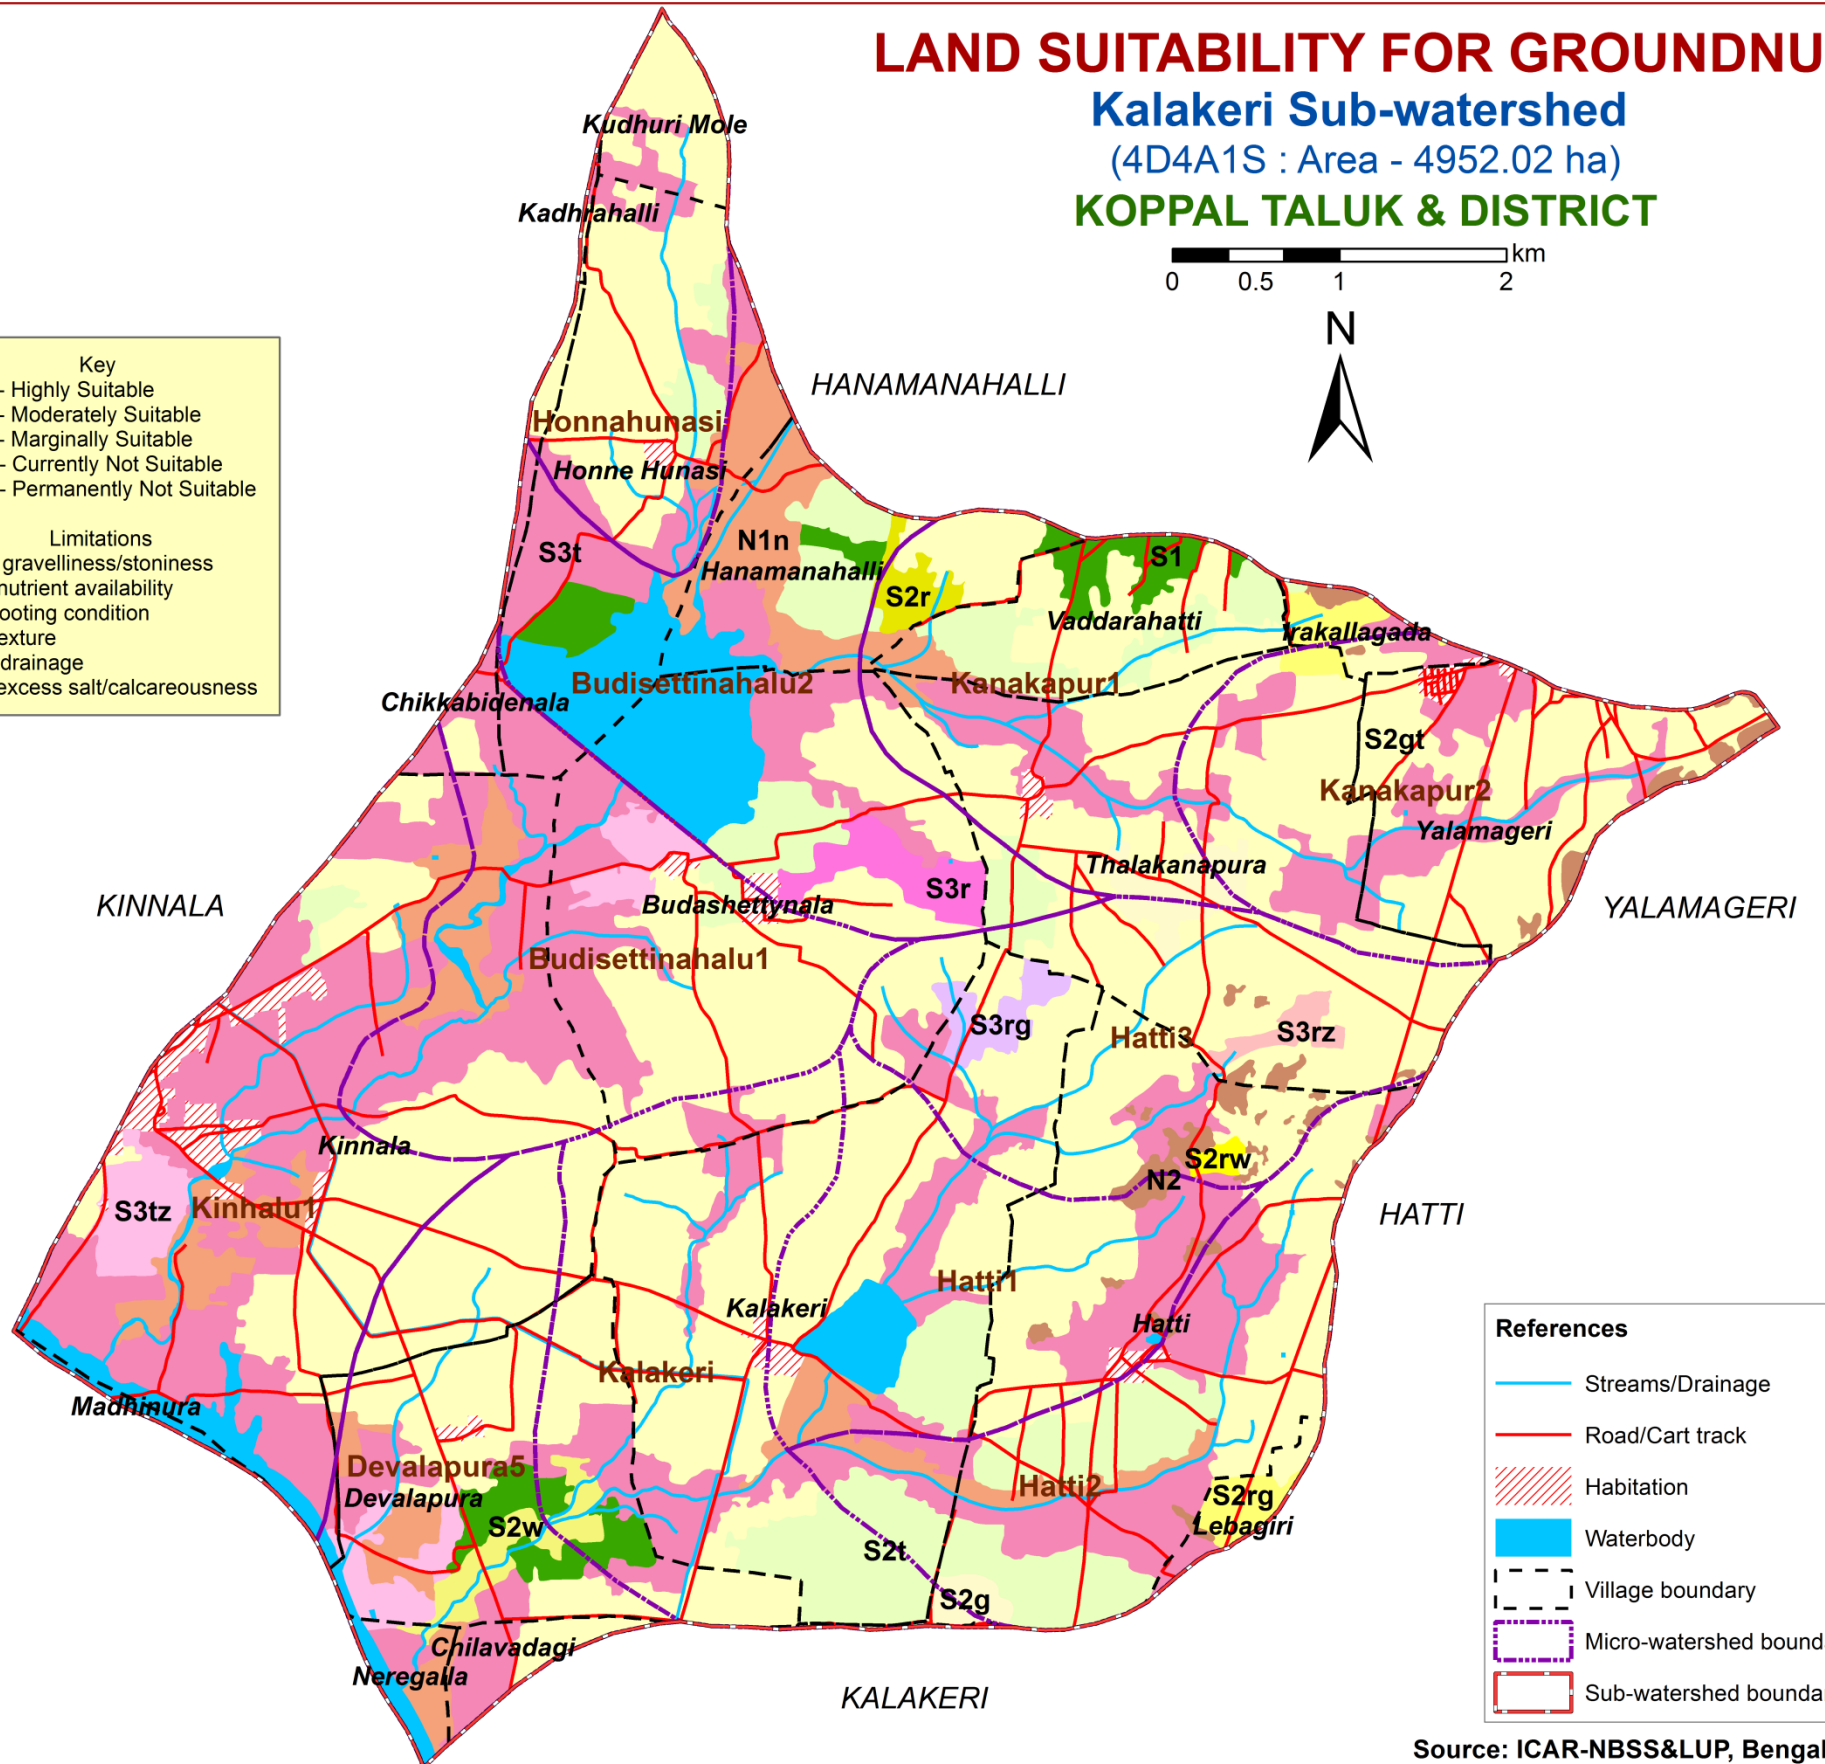 LAND SUITABILITY FOR GROUNDNU
Kalakeri Sub-watershed
(4D4A1S : Area - 4952.02 ha)
KOPPAL TALUK & DISTRICT
km
0 0.5 1 2
N
Key
- Highly Suitable
- Moderately Suitable
- Marginally Suitable
- Currently Not Suitable
- Permanently Not Suitable
Limitations
gravelliness/stoniness
nutrient availability
ooting condition
exture
drainage
excess salt/calcareousness
Kudhuri Mole
Kadhrahalli
HANAMANAHALLI
Honnahunasi
Honne Hunasi
S3t
N1n
Hanamanahalli
S2r
S1
Vaddarahatti
Irakallagada
Budisettinahalu2
Kanakapur1
Chikkabidenala
S2gt
Kanakapur2
Yalamageri
Thalakanapura
S3r
KINNALA
Budashettynala
YALAMAGERI
Budisettinahalu1
S3rg
Hatti3
S3rz
Kinnala
S2rw
N2
S3tz
Kinhalu1
HATTI
Hatti1
Kalakeri
Hatti
Kalakeri
Madhinura
Devalapura5
Devalapura
S2w
Hatti2
S2rg
Lebagiri
S2t
S2g
Chilavadagi
Neregalla
KALAKERI
References
Streams/Drainage
Road/Cart track
Habitation
Waterbody
Village boundary
Micro-watershed bounda
Sub-watershed boundar
Source: ICAR-NBSS&LUP, Bengal